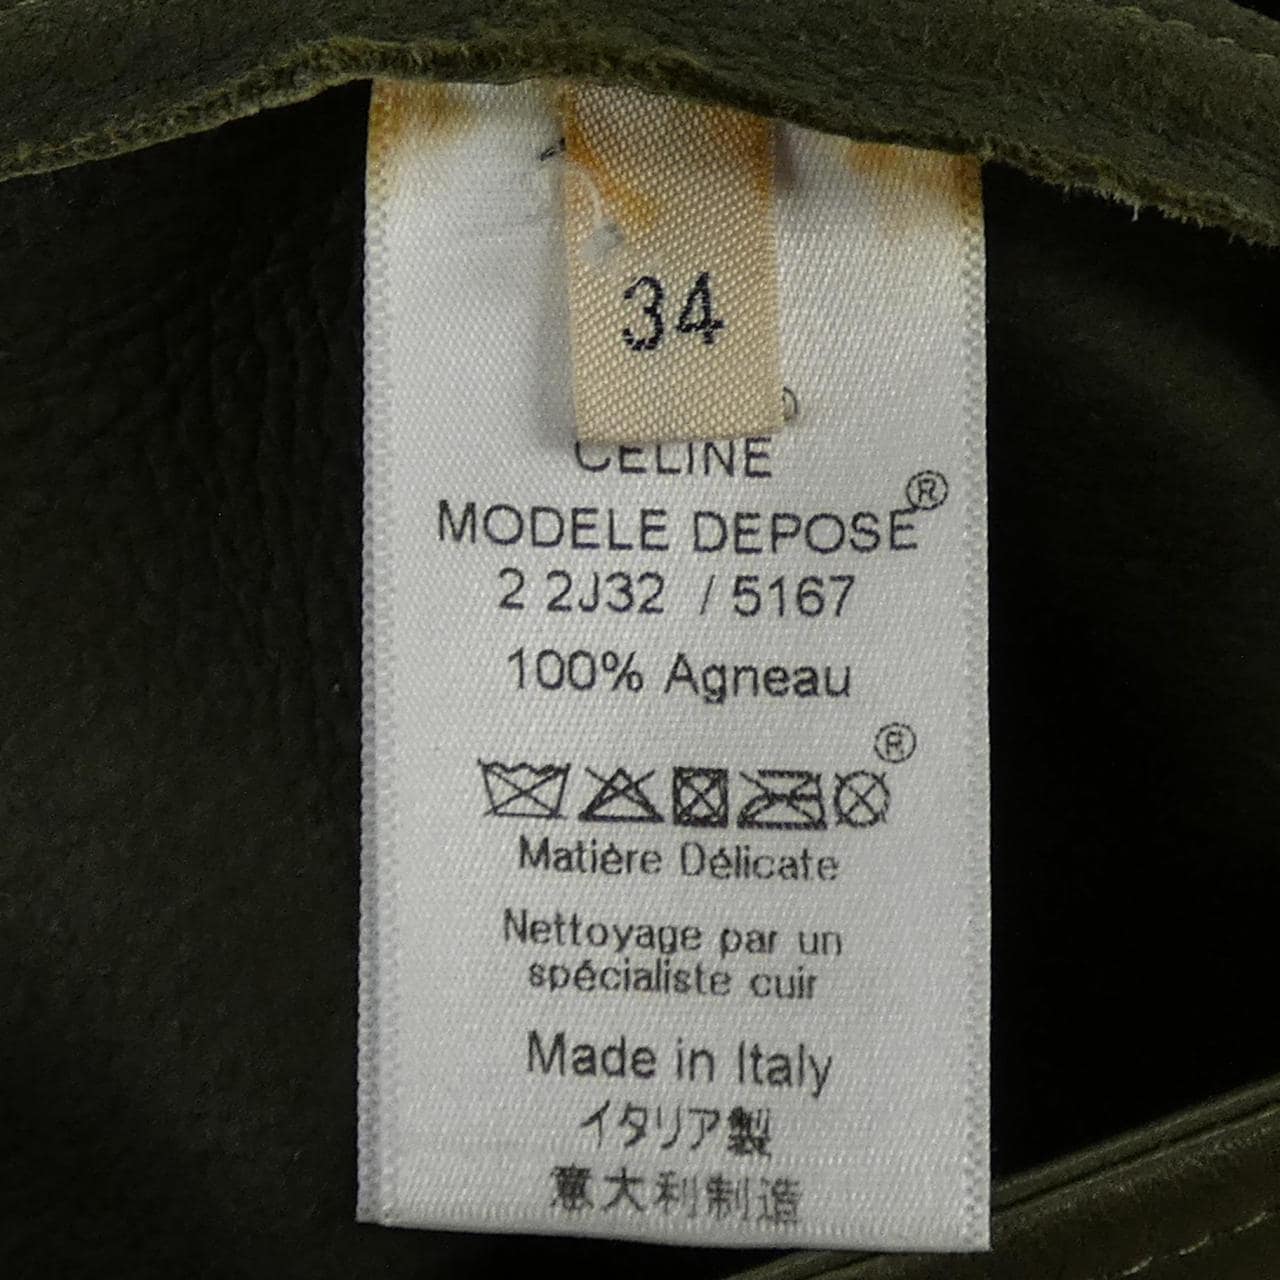 34
®
CELINE
MODELE DEPOSE®
2 2J32 / 5167
100% Agneau
®
Matière Délicate
Nettoyage par un
spécialiste cuir
Made in Italy
イタリア製
意大利制造